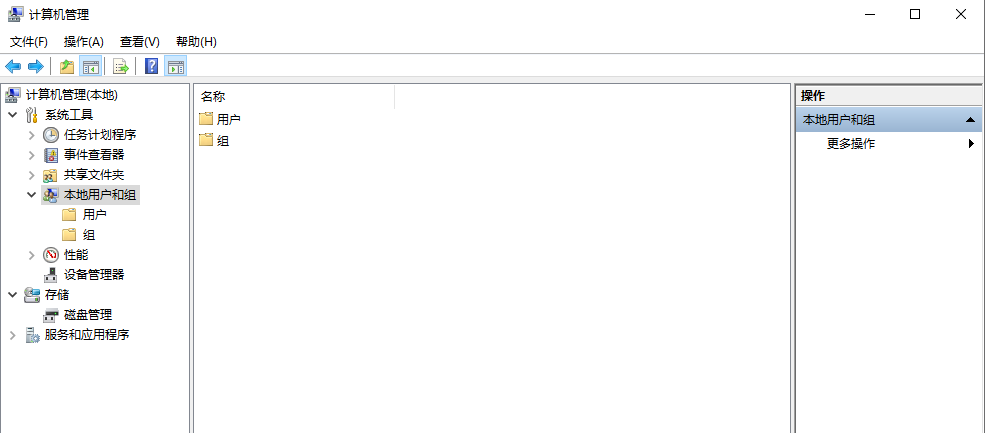 计算机管理
文件(F) 操作(A) 查看(V) 帮助(H)
计算机管理(本地)
系统工具
任务计划程序
事件查看器
共享文件夹
本地用户和组
用户
组
性能
设备管理器
存储
磁盘管理
服务和应用程序
名称
用户
组
操作
本地用户和组
更多操作